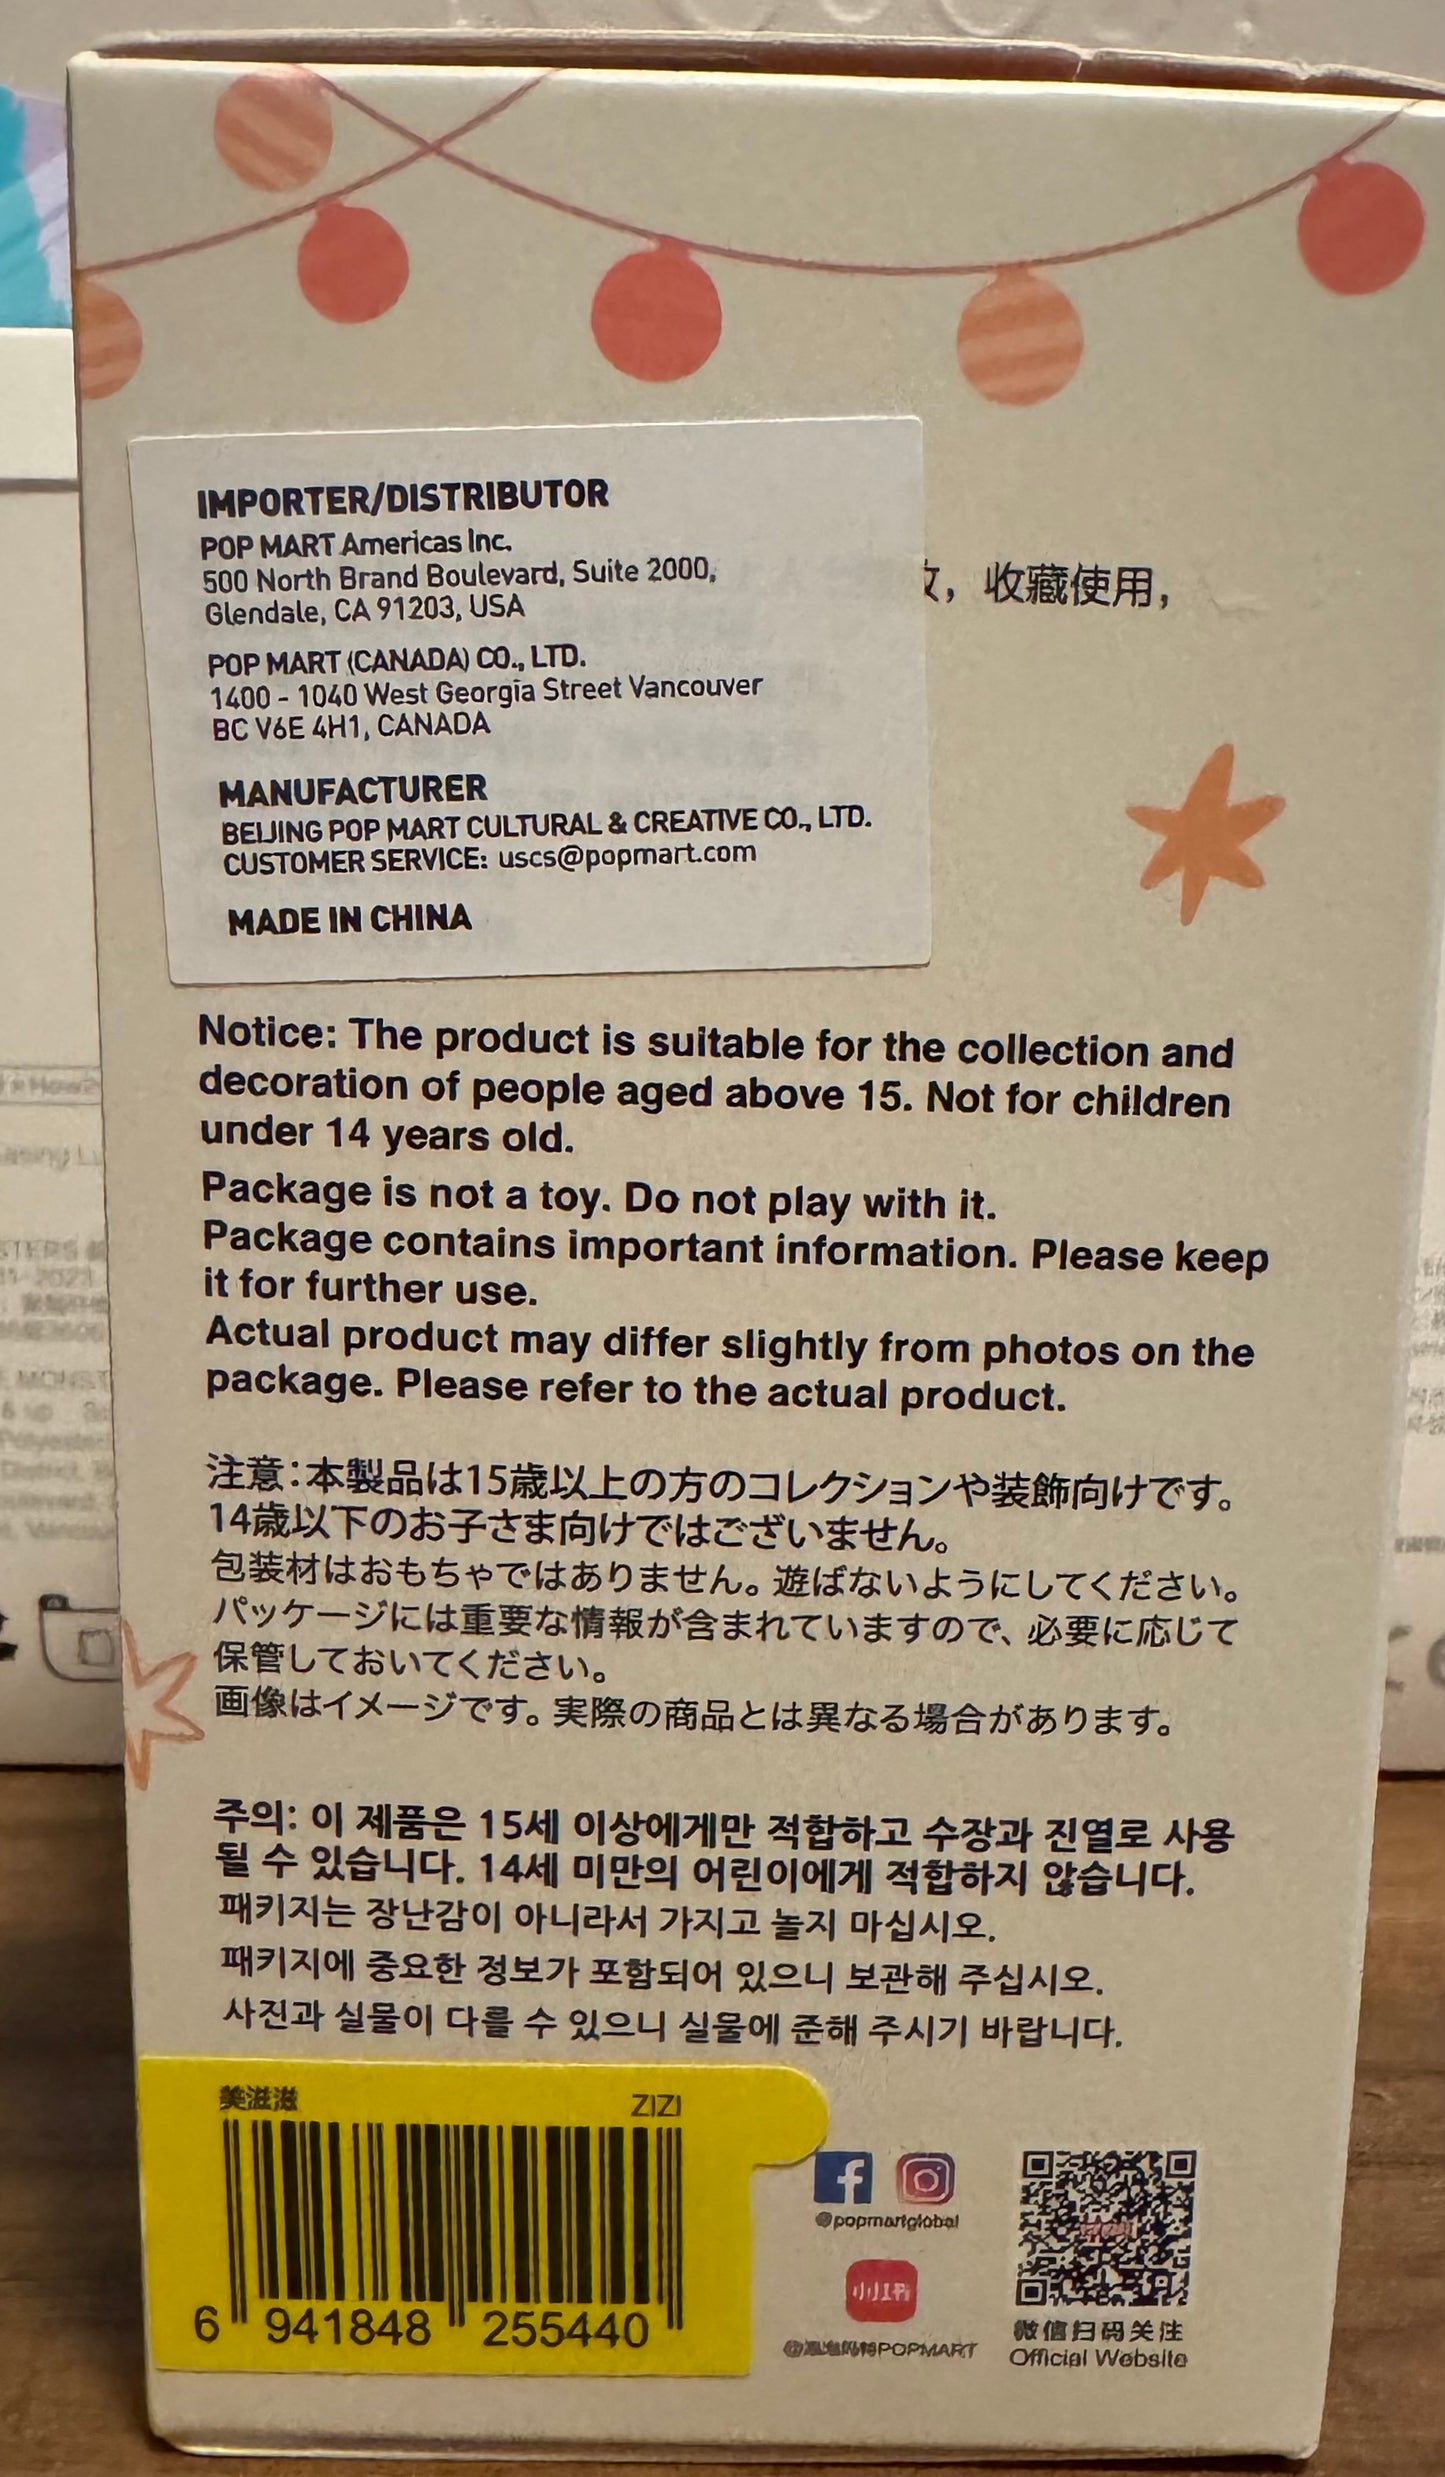 IMPORTER/DISTRIBUTOR
POP MART Americas Inc.
500 North Brand Boulevard, Suite 2000,
Glendale, CA 91203, USA
POP MART (CANADA) CO., LTD.
1400 - 1040 West Georgia Street Vancouver
BC V6E 4H1, CANADA
MANUFACTURER
BEIJING POP MART CULTURAL & CREATIVE CO., LTD.
CUSTOMER SERVICE: uscs@popmart.com
MADE IN CHINA
，收藏使用，
Notice: The product is suitable for the collection and
decoration of people aged above 15. Not for children
under 14 years old.
Package is not a toy. Do not play with it.
Package contains important information. Please keep
it for further use.
Actual product may differ slightly from photos on the
package. Please refer to the actual product.
注意：本製品は15歳以上の方のコレクションや装飾向けです。
14歳以下のお子さま向けではございません。
包装材はおもちゃではありません。遊ばないようにしてください。
パッケージには重要な情報が含まれていますので、必要に応じて
保管しておいてください。
画像はイメージです。実際の商品とは異なる場合があります。
주의: 이 제품은 15세 이상에게만 적합하고 수장과 진열로 사용
될 수 있습니다. 14세 미만의 어린이에게 적합하지 않습니다.
패키지는 장난감이 아니라서 가지고 놀지 마십시오.
패키지에 중요한 정보가 포함되어 있으니 보관해 주십시오.
사진과 실물이 다를 수 있으니 실물에 준해 주시기 바랍니다.
美滋滋 ZIZI
6 941848 255440
@popmartglobal
POPMART
微信扫码关注
Official Website